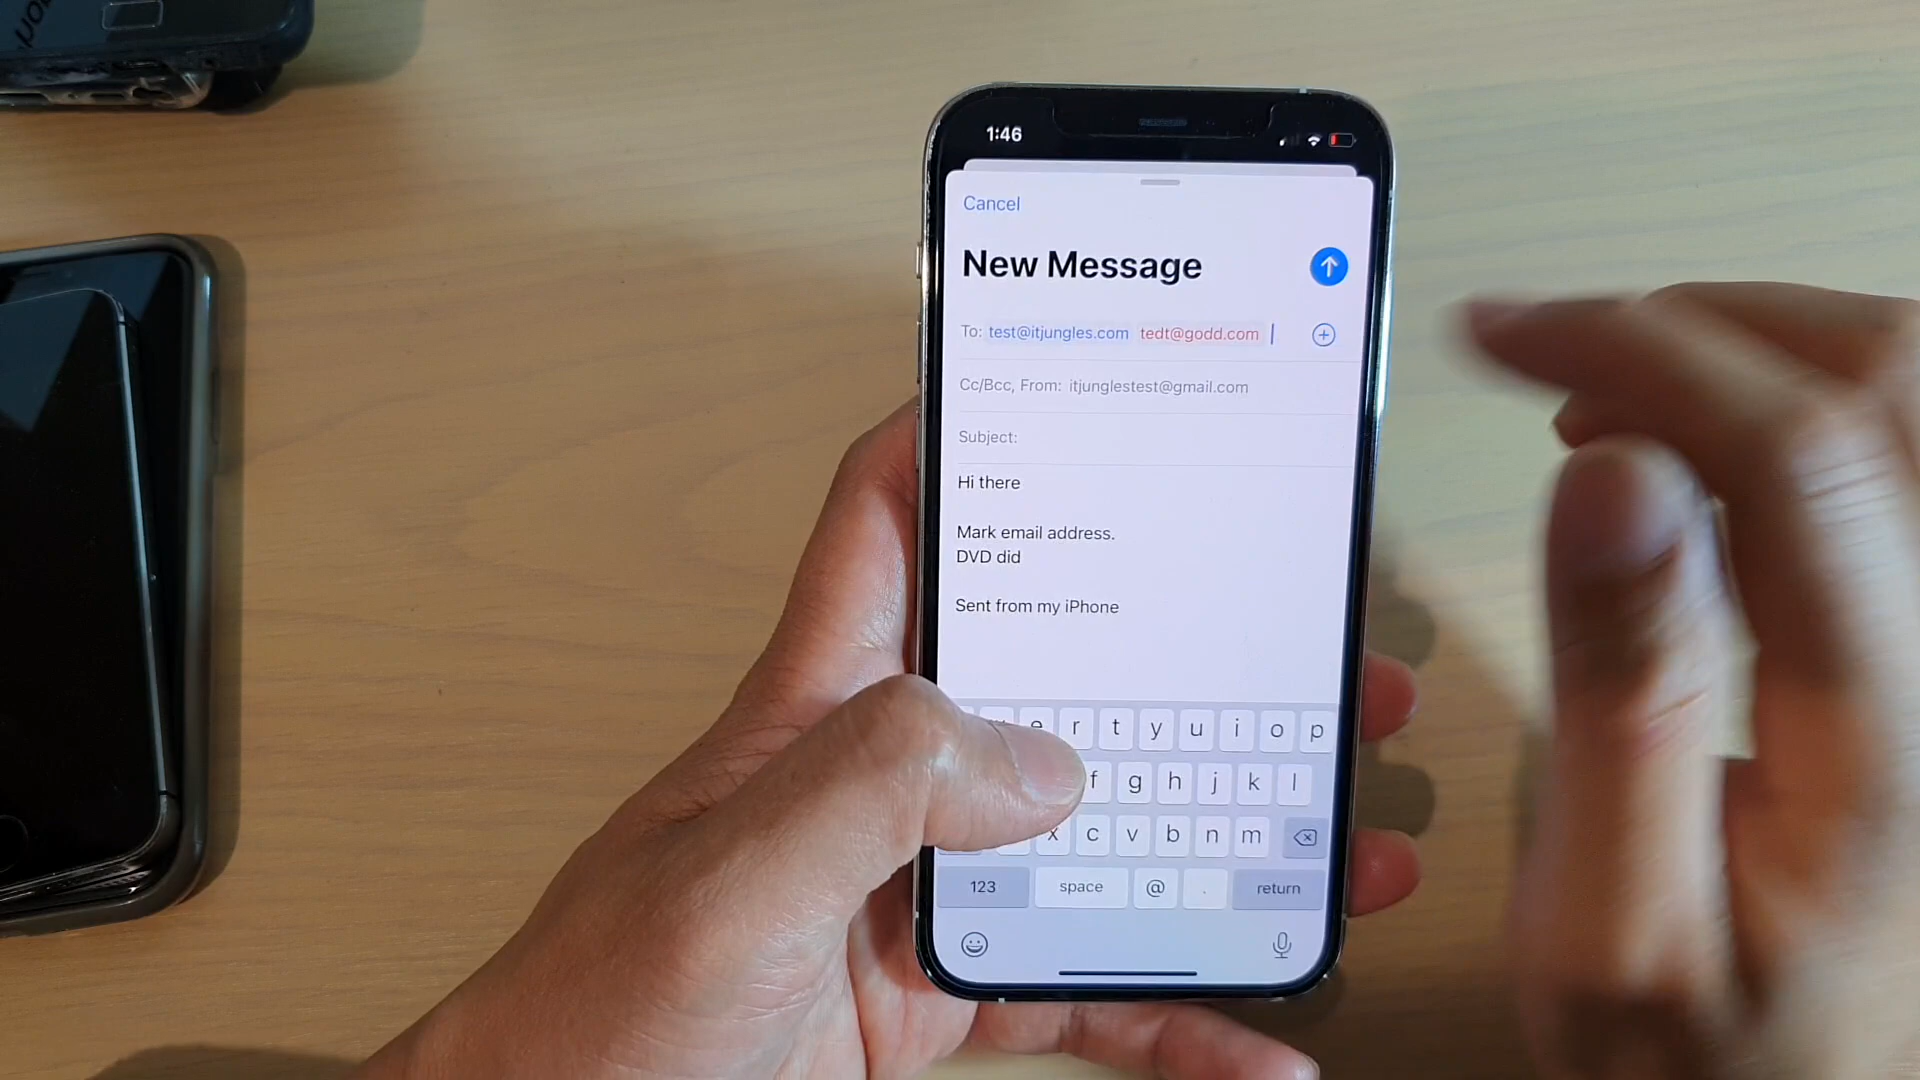 1:46
Cancel
New Message
To: test@itjungles.com tedt@godd.com
Cc/Bcc, From: itjunglestest@gmail.com
Subject:
Hi there
Mark email address.
DVD did
Sent from my iPhone
e r t y u i o p
f g h j k l
x c v b n m
123 space @ . return